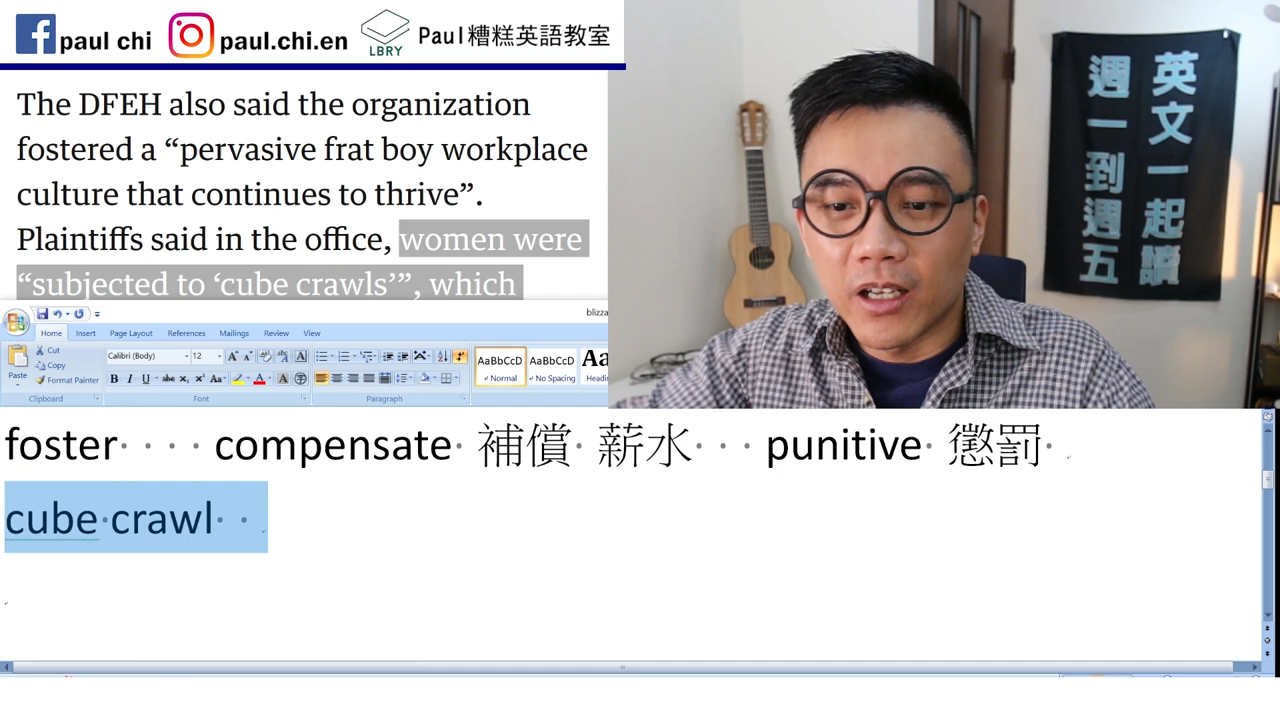 paul chi
paul.chi.en
LBRY
Paul糟糕英語教室
The DFEH also said the organization
fostered a “pervasive frat boy workplace
culture that continues to thrive”.
Plaintiffs said in the office, women were
“subjected to ‘cube crawls’”, which
英文一起讀
週一到週五
blizza
Home Insert Page Layout References Mailings Review View
Paste
Cut
Copy
Format Painter
Clipboard
Calibri (Body) 12
Font
Paragraph
AaBbCcD AaBbCcD Aa
Normal No Spacing Headin
foster compensate 補償 薪水 punitive 懲罰
cube crawl